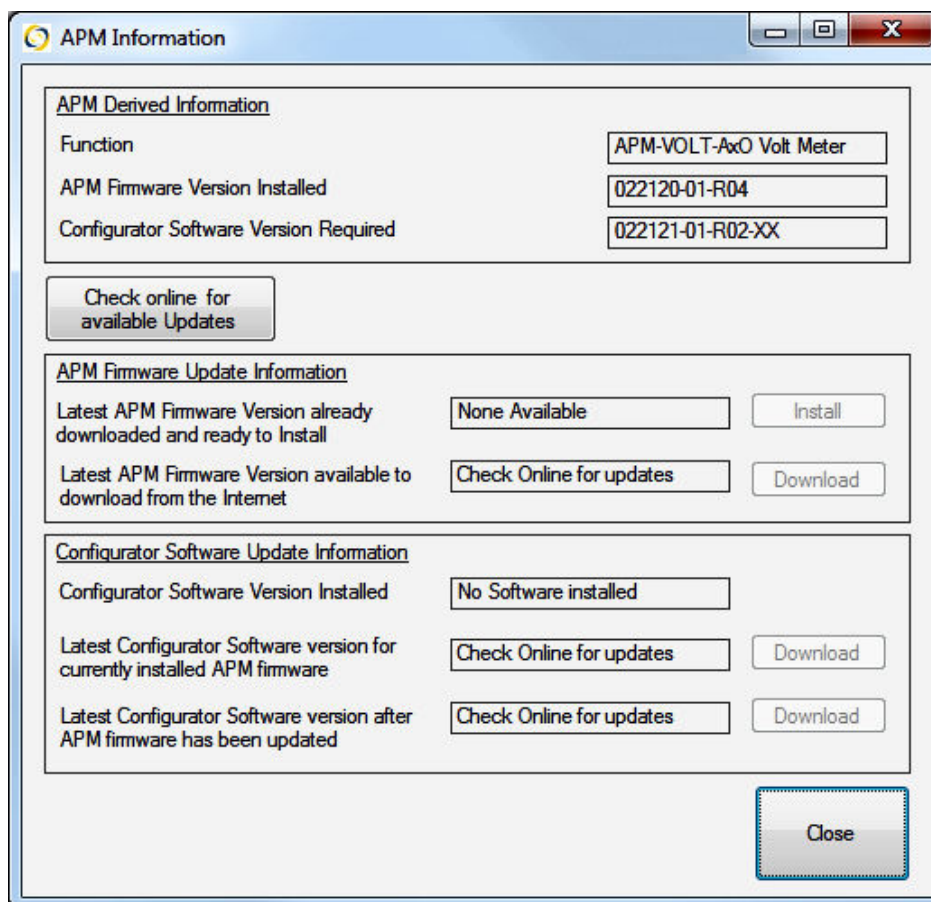 APM Information
APM Derived Information
Function
APM-VOLT-AxO Volt Meter
APM Firmware Version Installed
022120-01-R04
Configurator Software Version Required
022121-01-R02-XX
Check online for
available Updates
APM Firmware Update Information
Latest APM Firmware Version already
downloaded and ready to Install
None Available
Install
Latest APM Firmware Version available to
download from the Internet
Check Online for updates
Download
Configurator Software Update Information
Configurator Software Version Installed
No Software installed
Latest Configurator Software version for
currently installed APM firmware
Check Online for updates
Download
Latest Configurator Software version after
APM firmware has been updated
Check Online for updates
Download
Close